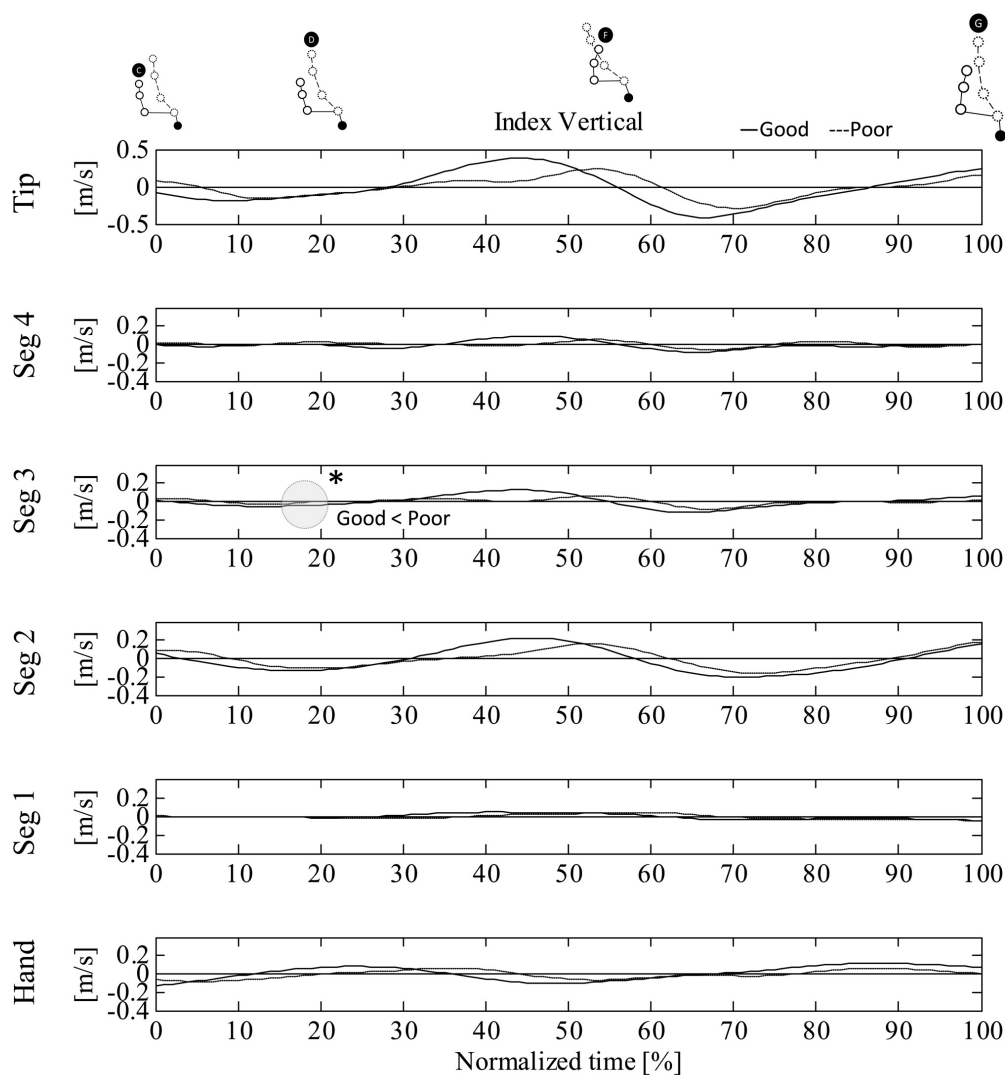 C D F G
Index Vertical —Good ---Poor
Tip [m/s] 0.5 0 -0.5
0 10 20 30 40 50 60 70 80 90 100
Seg 4 [m/s] 0.2 0 -0.2 -0.4
0 10 20 30 40 50 60 70 80 90 100
Seg 3 [m/s] 0.2 0 -0.2 -0.4
*
Good < Poor
0 10 20 30 40 50 60 70 80 90 100
Seg 2 [m/s] 0.2 0 -0.2 -0.4
0 10 20 30 40 50 60 70 80 90 100
Seg 1 [m/s] 0.2 0 -0.2 -0.4
0 10 20 30 40 50 60 70 80 90 100
Hand [m/s] 0.2 0 -0.2 -0.4
0 10 20 30 40 50 60 70 80 90 100
Normalized time [%]